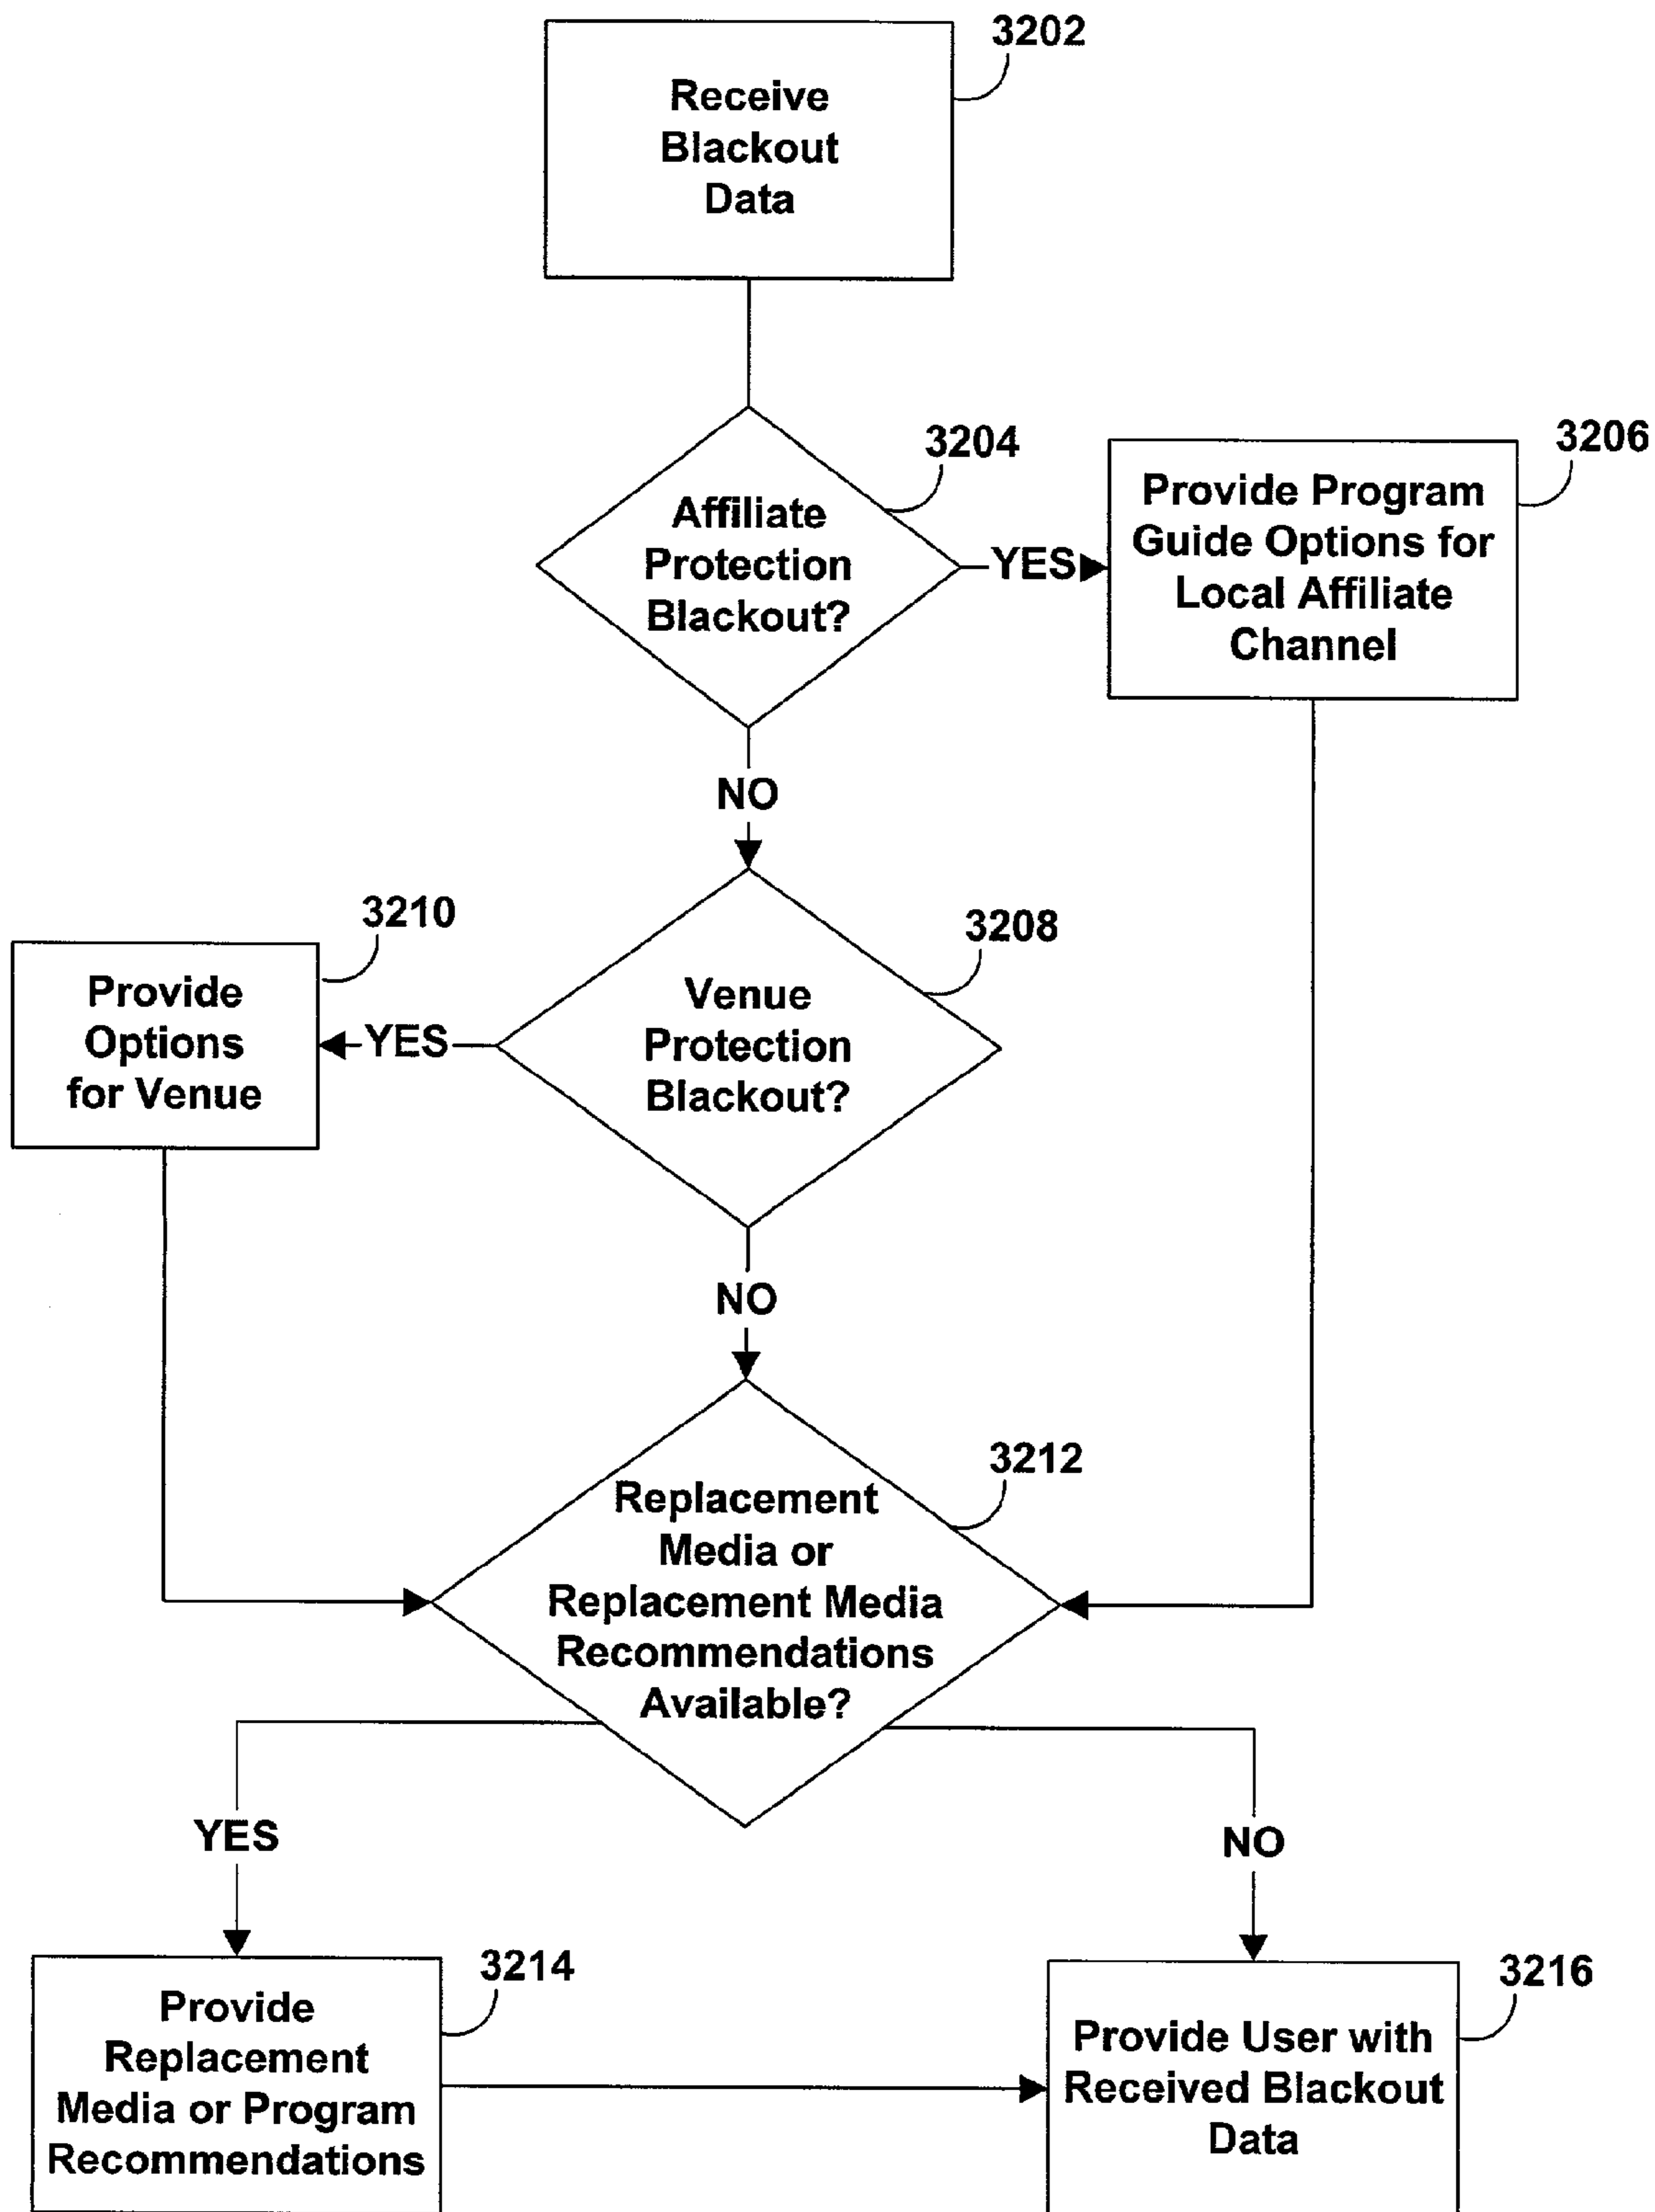 3202
Receive
Blackout
Data
3204
Affiliate
Protection
Blackout?
YES
3206
Provide Program
Guide Options for
Local Affiliate
Channel
NO
3210
Provide
Options
for Venue
YES
3208
Venue
Protection
Blackout?
NO
3212
Replacement
Media or
Replacement Media
Recommendations
Available?
YES
NO
3214
Provide
Replacement
Media or Program
Recommendations
3216
Provide User with
Received Blackout
Data